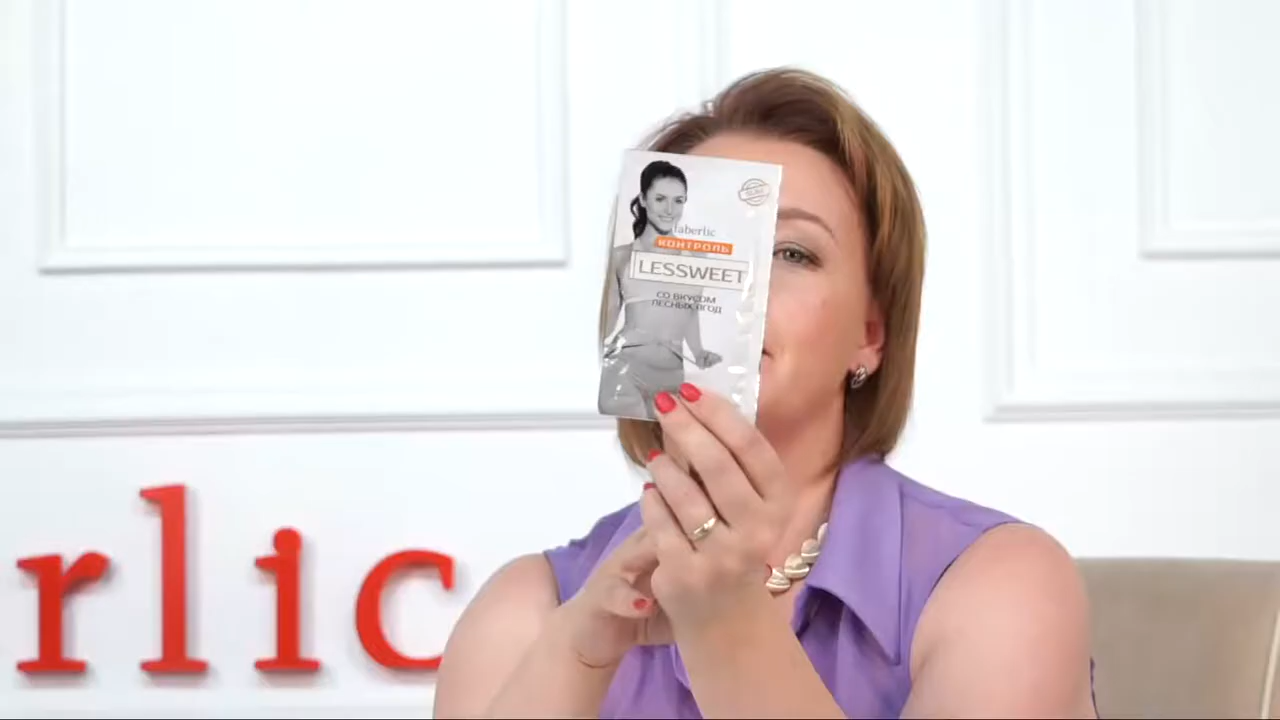 faberlic
КОНТРОЛЬ
LESSWEET
СО ВКУСОМ
ЛЕСНЫХ ЯГОД
rlic